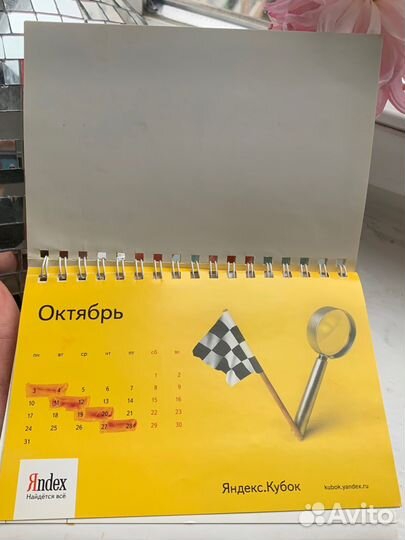 Октябрь
пн вт ср чт пт сб в
1 2
3 4 5 6 7 8 9
10 11 12 13 14 15 16
17 18 19 20 21 22 23
24 25 26 27 28 29 30
31
Яndex
Найдётся всё
Яндекс.Кубок
kubok.yandex.ru
Avito